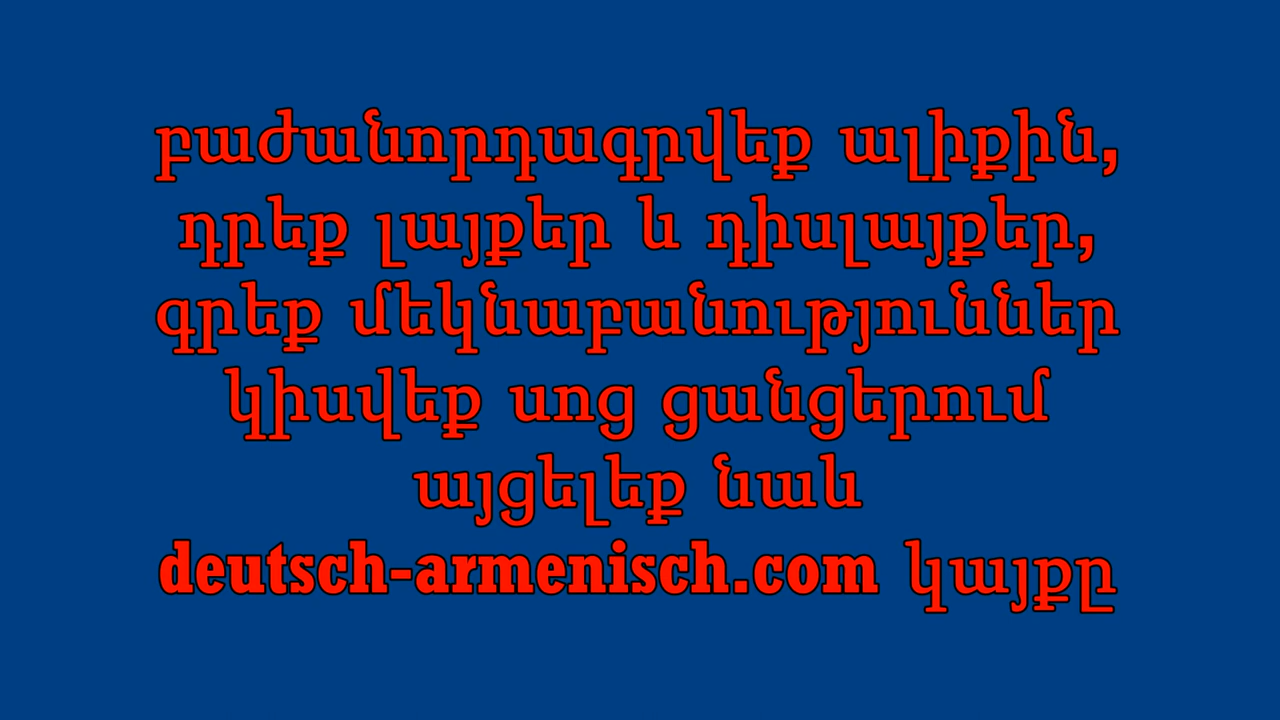 բաժանորդագրվեք ալիքին,
դրեք լայքեր և դիսլայքեր,
գրեք մեկնաբանություններ
կիսվեք սոց ցանցերում
այցելեք նաև
deutsch-armenisch.com կայքը